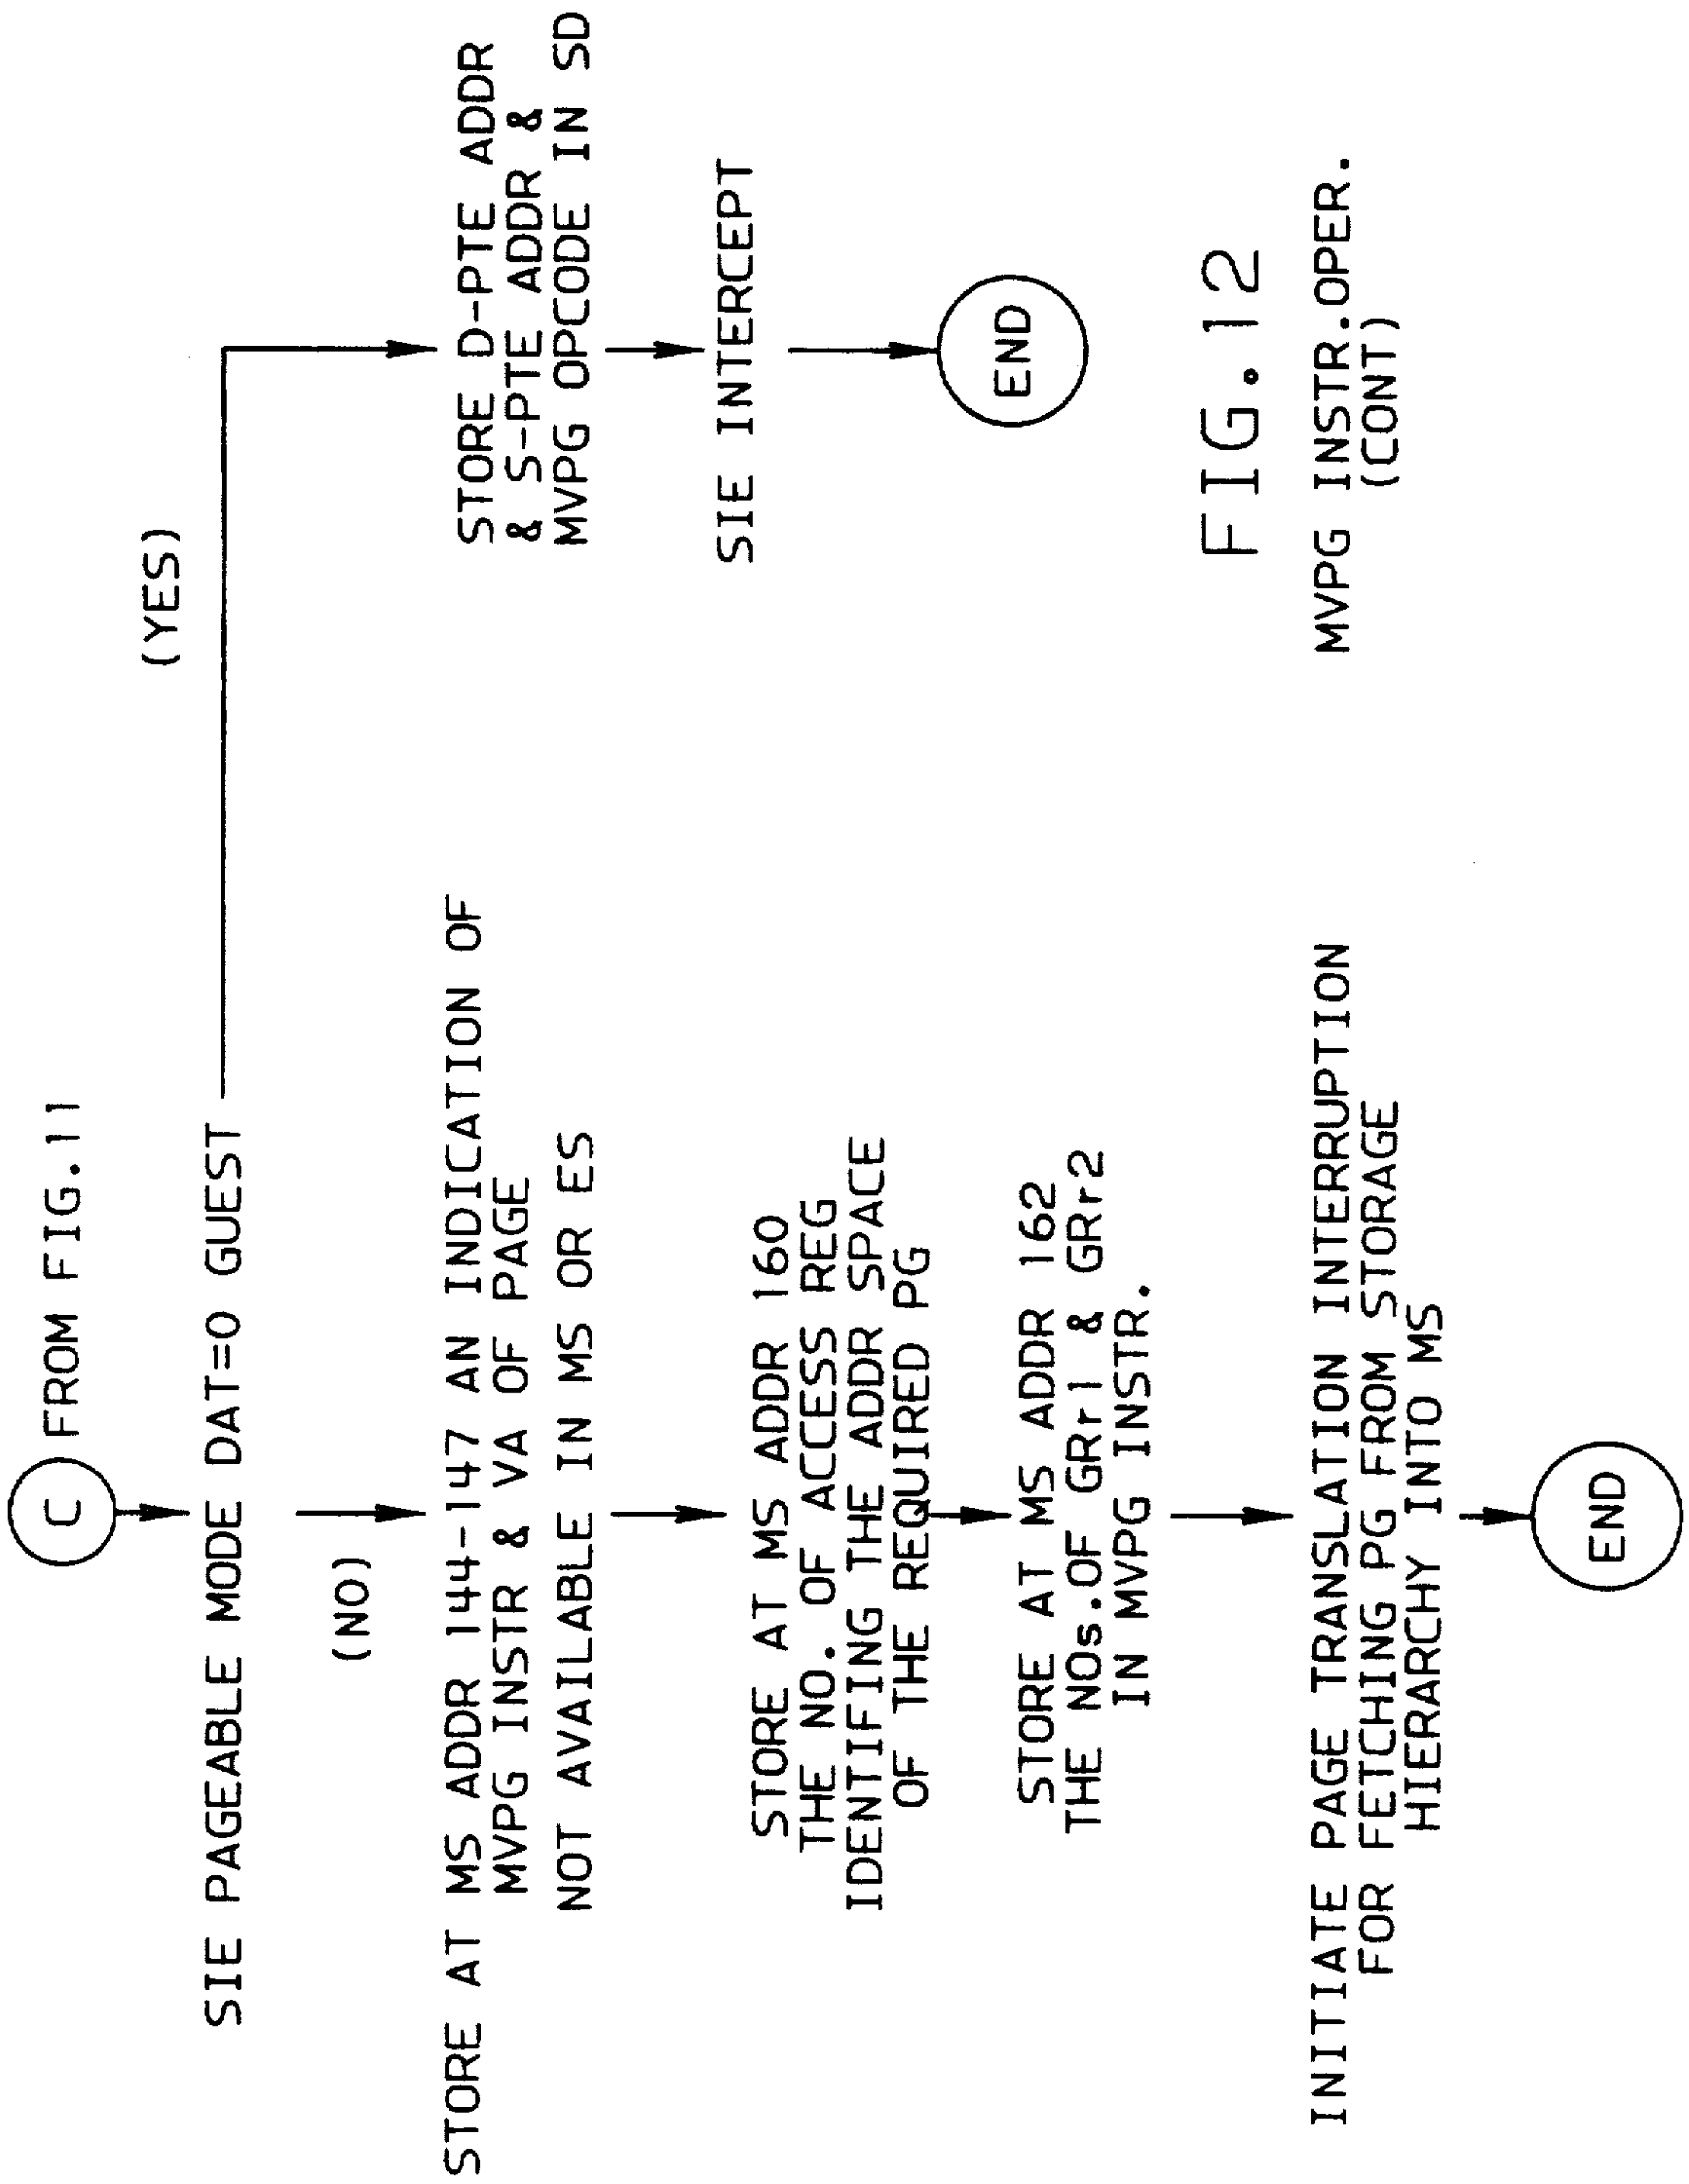 C FROM FIG.11
SIE PAGEABLE MODE DAT=0 GUEST
(YES)
(NO)
STORE AT MS ADDR 144-147 AN INDICATION OF
MVPG INSTR & VA OF PAGE
NOT AVAILABLE IN MS OR ES
STORE AT MS ADDR 160
THE NO. OF ACCESS REG
IDENTIFYING THE ADDR SPACE
OF THE REQUIRED PG
STORE AT MS ADDR 162
THE NOs.OF GRr1 & GRr2
IN MVPG INSTR.
INITIATE PAGE TRANSLATION INTERRUPTION
FOR FETCHING PG FROM STORAGE
HIERARCHY INTO MS
END
STORE D-PTE ADDR
& S-PTE ADDR &
MVPG OPCODE IN SD
SIE INTERCEPT
END
FIG.12
MVPG INSTR.OPER.
(CONT)